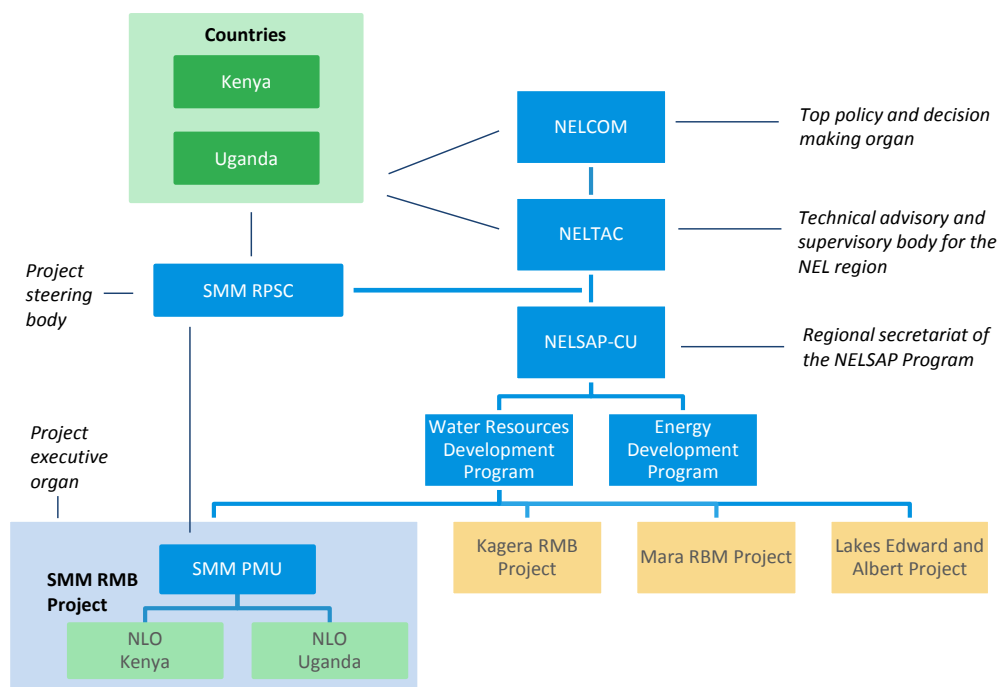 Countries
Kenya
Uganda
NELCOM
Top policy and decision
making organ
NELTAC
Technical advisory and
supervisory body for the
NEL region
Project
steering
body
SMM RPSC
NELSAP-CU
Regional secretariat of
the NELSAP Program
Water Resources
Development
Program
Energy
Development
Program
Project
executive
organ
SMM RMB
Project
SMM PMU
NLO
Kenya
NLO
Uganda
Kagera RMB
Project
Mara RBM Project
Lakes Edward and
Albert Project